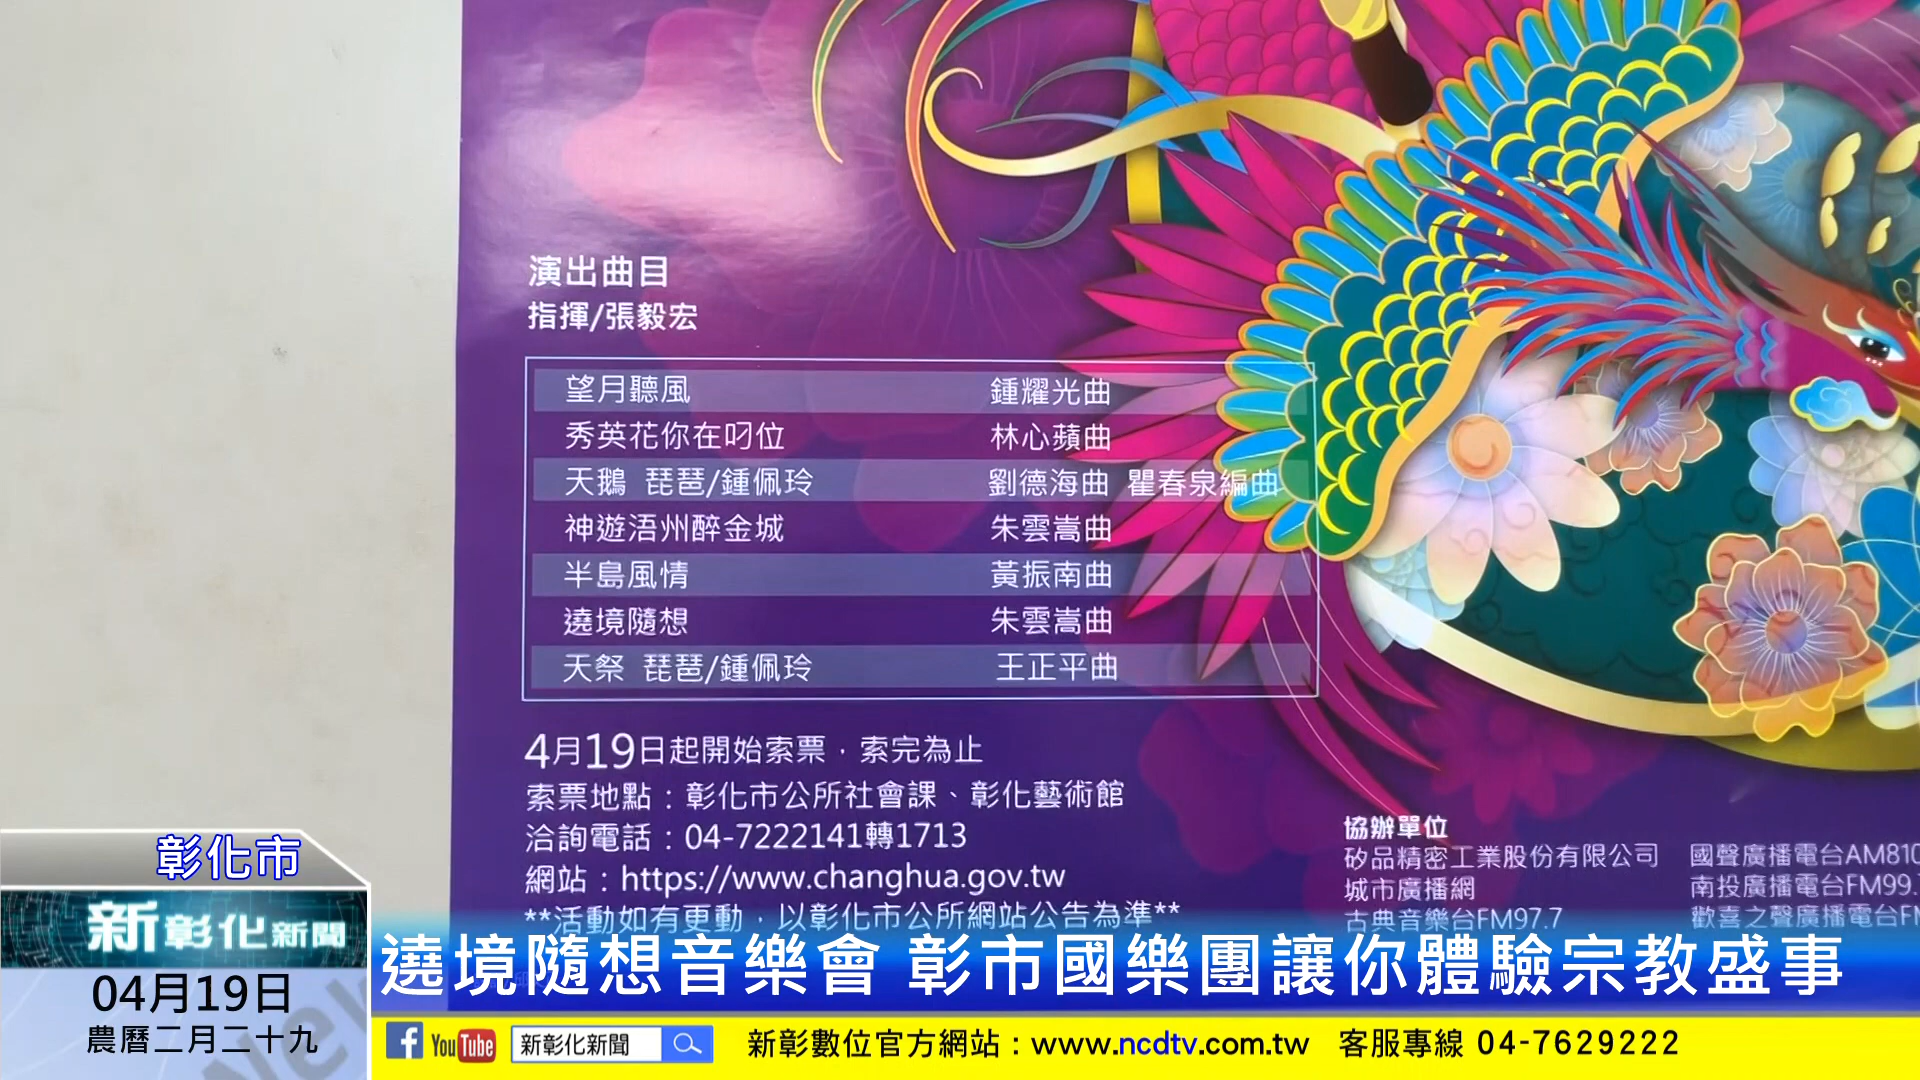 演出曲目
指揮/張毅宏
望月聽風 鍾耀光曲
秀英花你在叼位 林心蘋曲
天鵝 琵琶/鍾佩玲 劉德海曲 瞿春泉編曲
神遊浯州醉金城 朱雲嵩曲
半島風情 黃振南曲
遶境隨想 朱雲嵩曲
天祭 琵琶/鍾佩玲 王正平曲
4月19日起開始索票，索完為止
索票地點：彰化市公所社會課、彰化藝術館
洽詢電話：04-7222141轉1713
網站：https://www.changhua.gov.tw
**活動如有更動，以彰化市公所網站公告為準**
協辦單位
矽品精密工業股份有限公司 國聲廣播電台AM810
城市廣播網 南投廣播電台FM99.
古典音樂台FM97.7 歡喜之聲廣播電台F
彰化市
新彰化新聞
04月19日
農曆二月二十九
遶境隨想音樂會 彰市國樂團讓你體驗宗教盛事
f YouTube 新彰化新聞 新彰數位官方網站：www.ncdtv.com.tw 客服專線 04-7629222